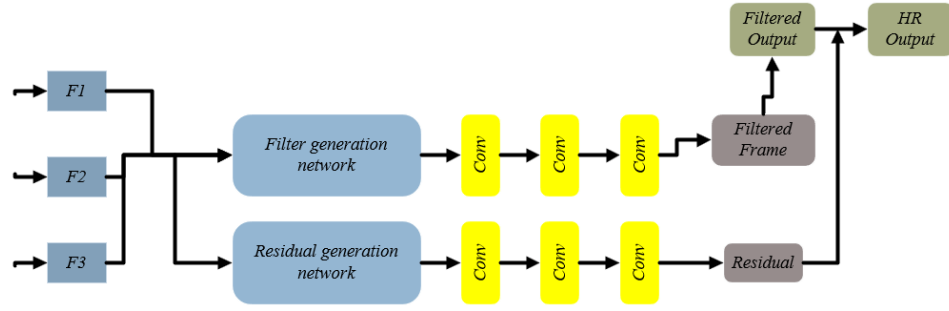 Filtered
Output
HR
Output
F1
Filter generation
network
Conv
Conv
Conv
Filtered
Frame
F2
F3
Residual generation
network
Conv
Conv
Conv
Residual